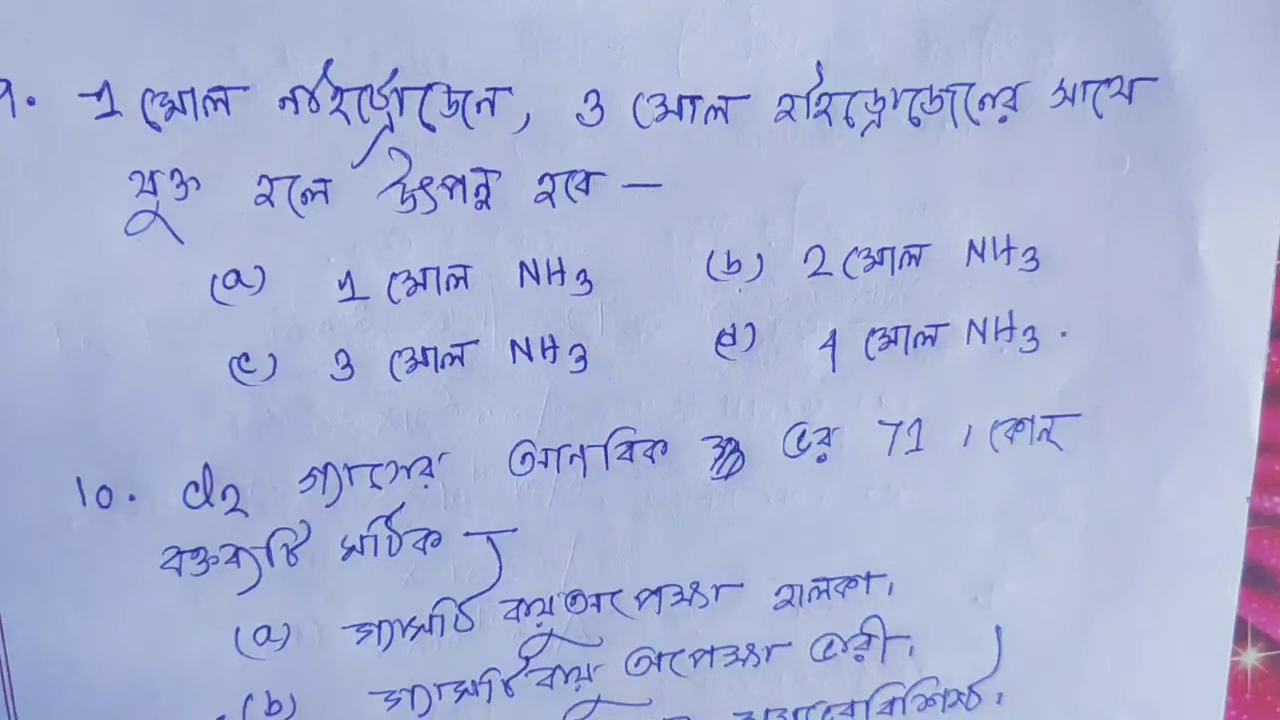 9. 1 মোল নাইট্রোজেন, 3 মোল হাইড্রোজেনের সাথে
যুক্ত হলে উৎপন্ন হবে —
(a) 1 মোল NH3 (b) 2 মোল NH3
(c) 3 মোল NH3 (d) 4 মোল NH3.
10. Cl2 গ্যাসের আনবিক ভর 71। কোন্
বক্তব্যটি সঠিক —
(a) গ্যাসটি বায়ু অপেক্ষা হালকা।
(b) গ্যাসটি বায়ু অপেক্ষা ভারী।